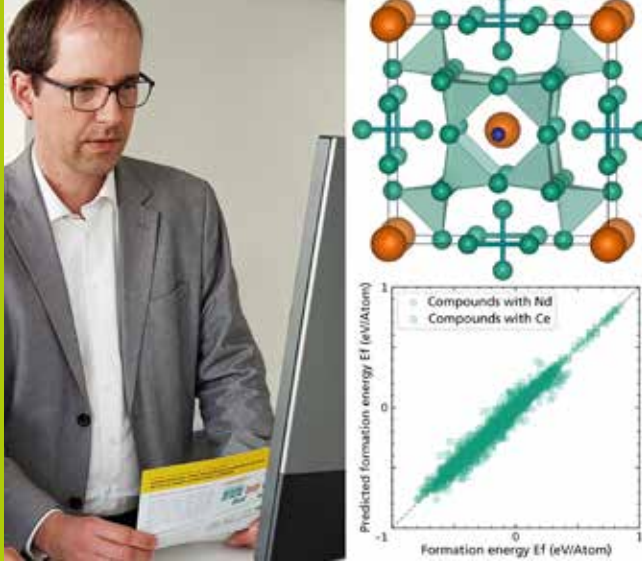 1
Compounds with Nd
Compounds with Ce
Predicted formation energy Ef (eV/Atom)
0
-1
0
1
Formation energy Ef (eV/Atom)